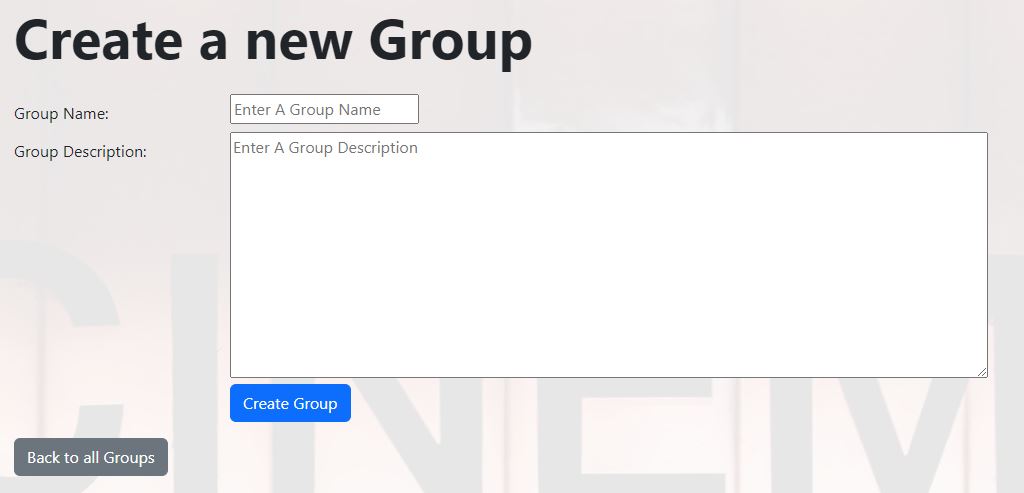 Create a new Group
Group Name:
Enter A Group Name
Group Description:
Enter A Group Description
CINEM
Create Group
Back to all Groups